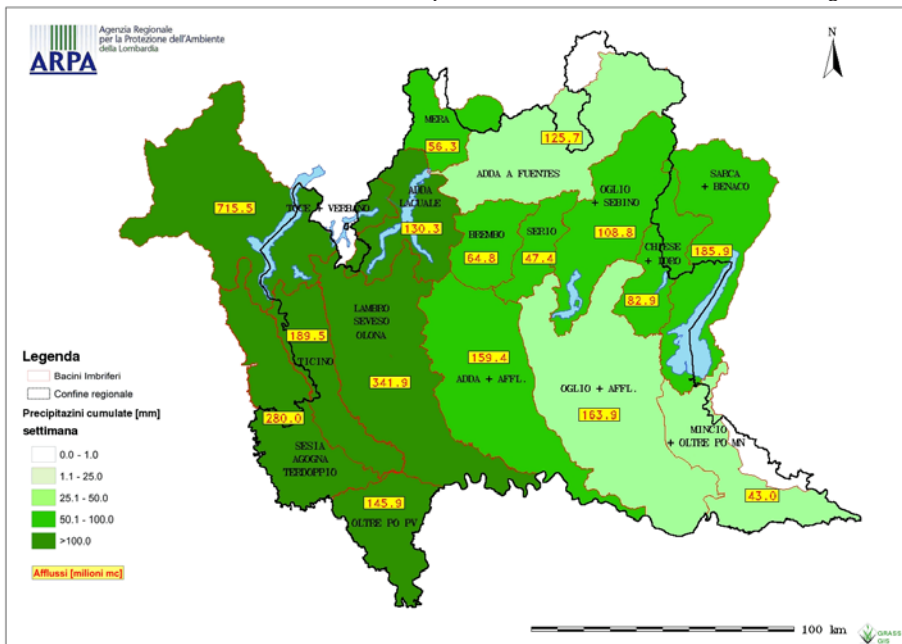 Agenzia Regionale
per la Protezione dell'Ambiente
della Lombardia
ARPA
N
MERA
56.3
125.7
ADDA A FUENTES
SARCA
+ BENACO
185.9
715.5
TOCE + VERBANO
ADDA
LACUALE
130.3
OGLIO
+ SEBINO
108.8
BREMBO
64.8
SERIO
47.4
CHIESE
+ IDRO
82.9
LAMBRO
SEVESO
OLONA
341.9
189.5
TICINO
159.4
ADDA + AFFL.
OGLIO + AFFL.
163.9
MINCIO
+ OLTRE PO MN
43.0
280.0
SESIA
AGOGNA
TERDOPPIO
145.9
OLTRE PO PV
Legenda
Bacini Imbriferi
Confine regionale
Precipitazini cumulate [mm]
settimana
0.0 - 1.0
1.1 - 25.0
25.1 - 50.0
50.1 - 100.0
>100.0
Afflussi [milioni mc]
100 km
GRASS
GIS